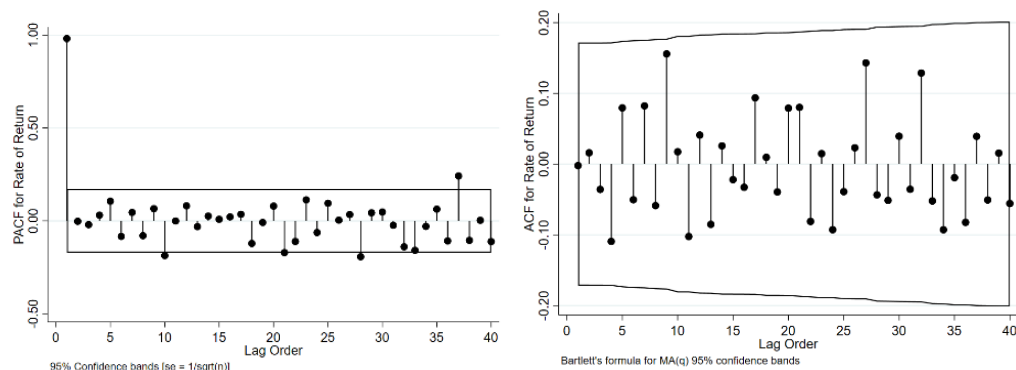 PACF for Rate of Return
1.00
0.50
0.00
-0.50
0 5 10 15 20 25 30 35 40
Lag Order
95% Confidence bands [se = 1/sqrt(n)]
ACF for Rate of Return
0.20
0.10
0.00
-0.10
-0.20
0 5 10 15 20 25 30 35 40
Lag Order
Bartlett's formula for MA(q) 95% confidence bands